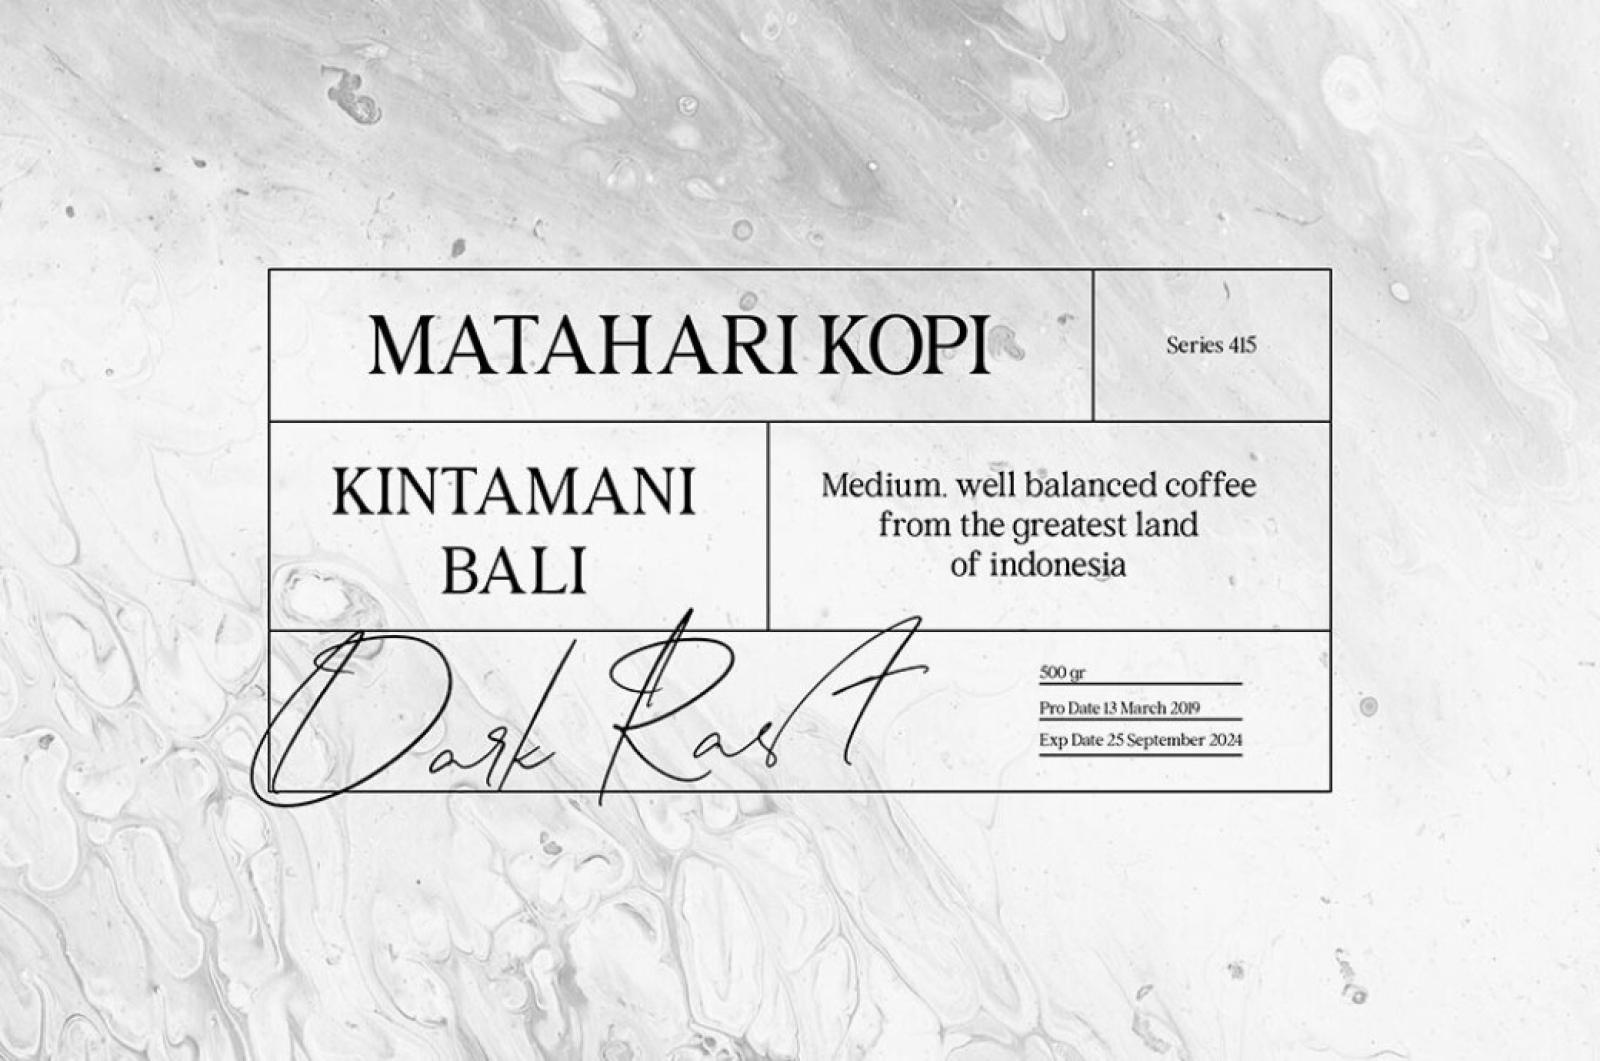 MATAHARI KOPI
Series 415
KINTAMANI
BALI
Medium. well balanced coffee
from the greatest land
of indonesia
Dark Rast
500 gr
Pro Date 13 March 2019
Exp Date 25 September 2024